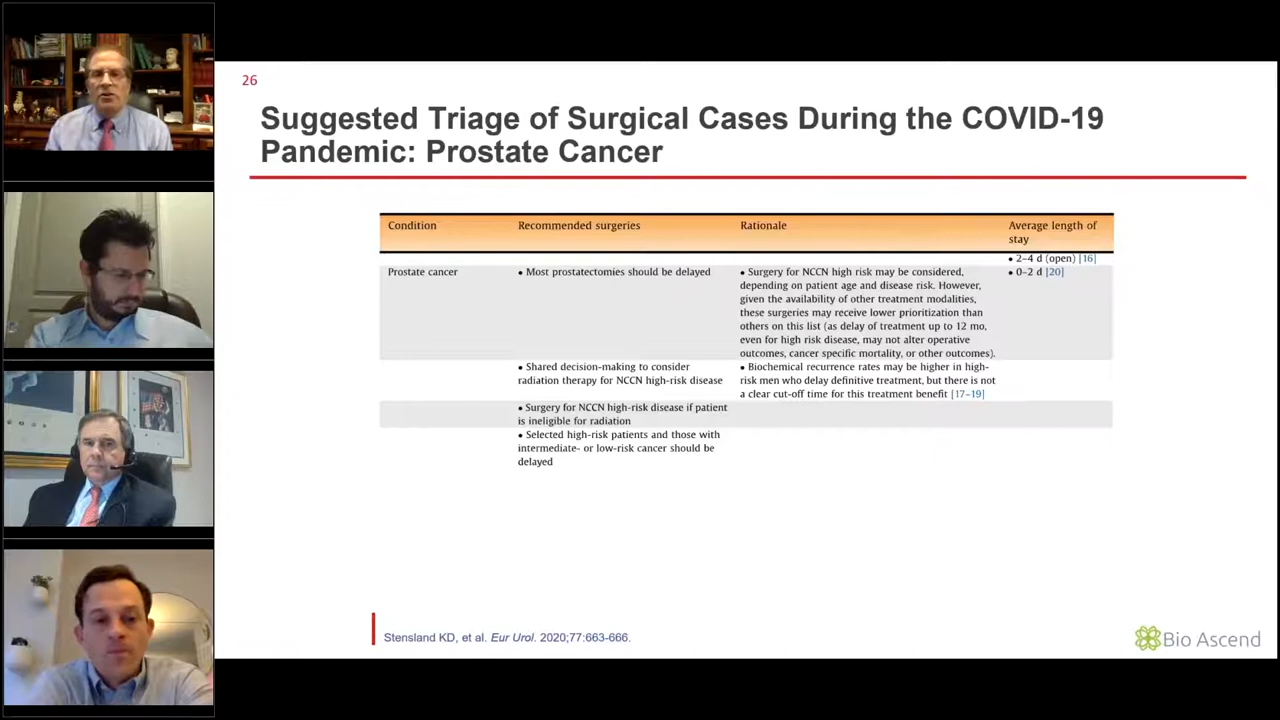 26
Suggested Triage of Surgical Cases During the COVID-19
Pandemic: Prostate Cancer
Condition
Recommended surgeries
Rationale
Average length of
stay
• 2–4 d (open) [16]
Prostate cancer
• Most prostatectomies should be delayed
• Surgery for NCCN high risk may be considered,
depending on patient age and disease risk. However,
given the availability of other treatment modalities,
these surgeries may receive lower prioritization than
others on this list (as delay of treatment up to 12 mo,
even for high risk disease, may not alter operative
outcomes, cancer specific mortality, or other outcomes).
• 0–2 d [20]
• Shared decision-making to consider
radiation therapy for NCCN high-risk disease
• Biochemical recurrence rates may be higher in high-
risk men who delay definitive treatment, but there is not
a clear cut-off time for this treatment benefit [17–19]
• Surgery for NCCN high-risk disease if patient
is ineligible for radiation
• Selected high-risk patients and those with
intermediate- or low-risk cancer should be
delayed
Stensland KD, et al. Eur Urol. 2020;77:663-666.
Bio Ascend